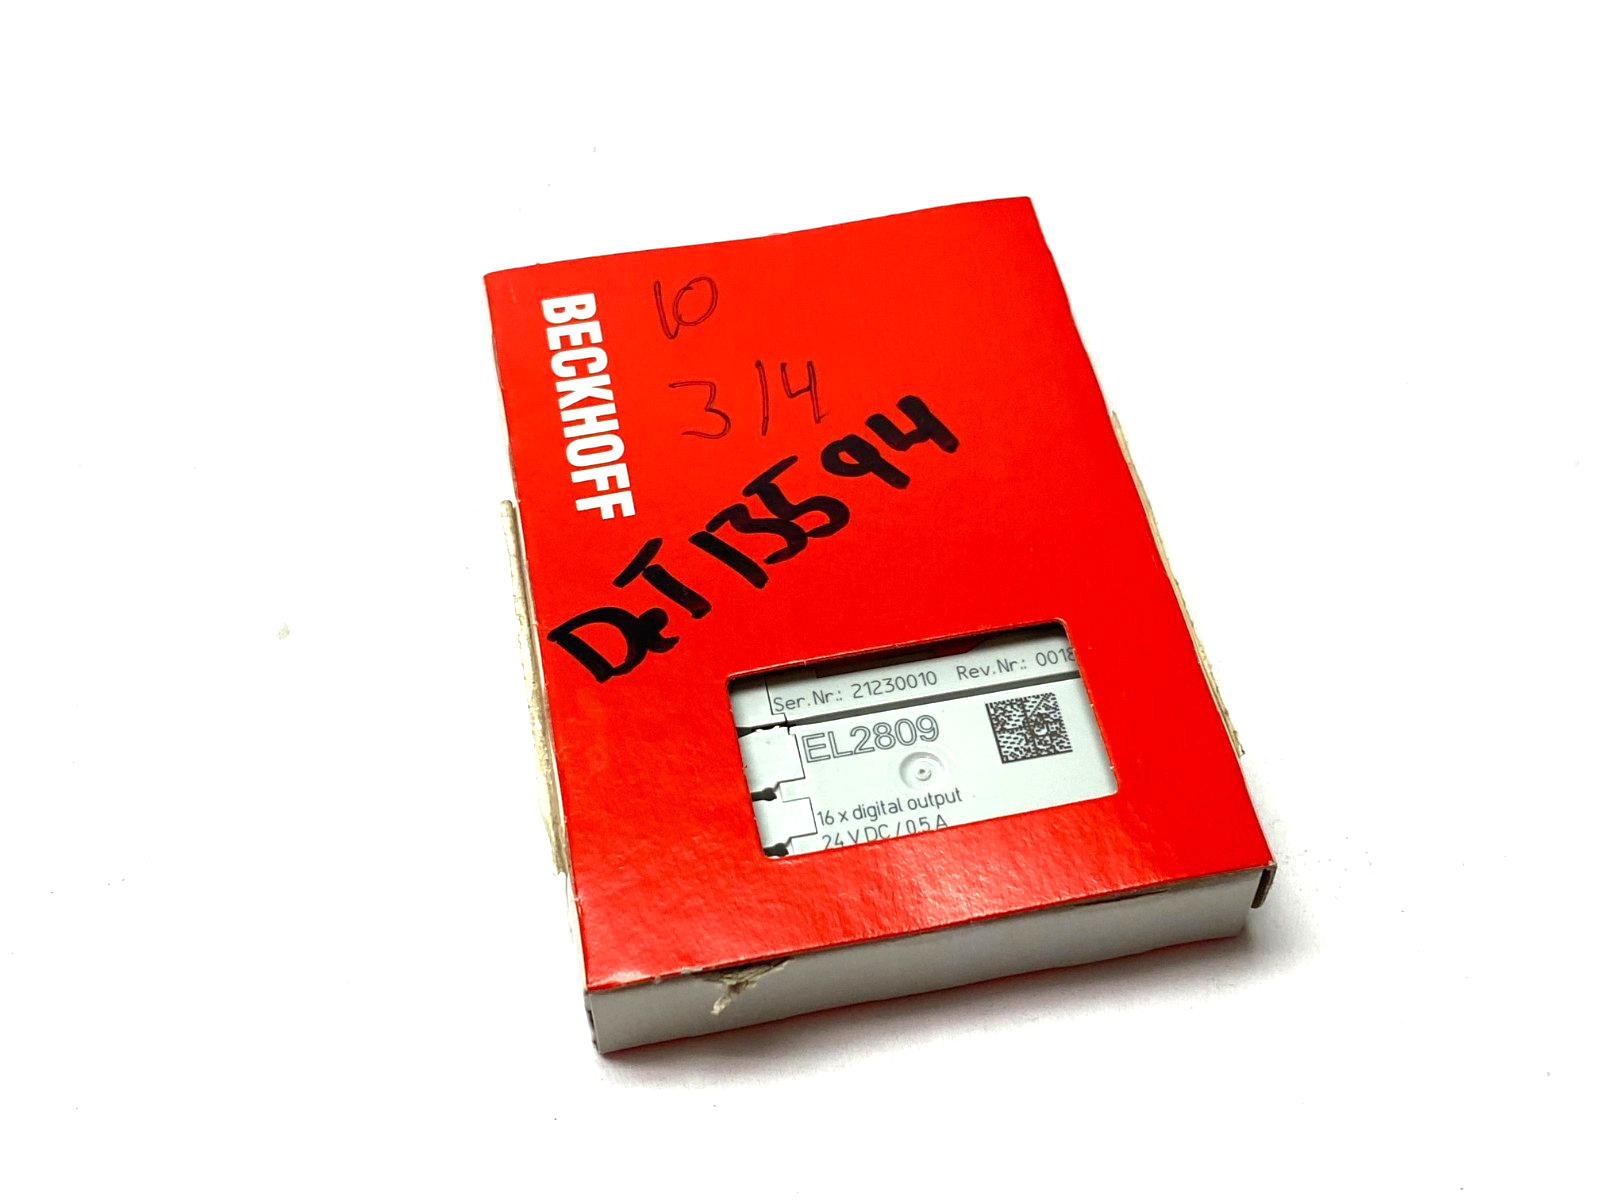 BECKHOFF
10
3/4
DeT13594
Ser.Nr.: 21230010 Rev.Nr.: 0018
EL2809
16 x digital output
24 V DC / 0.5 A